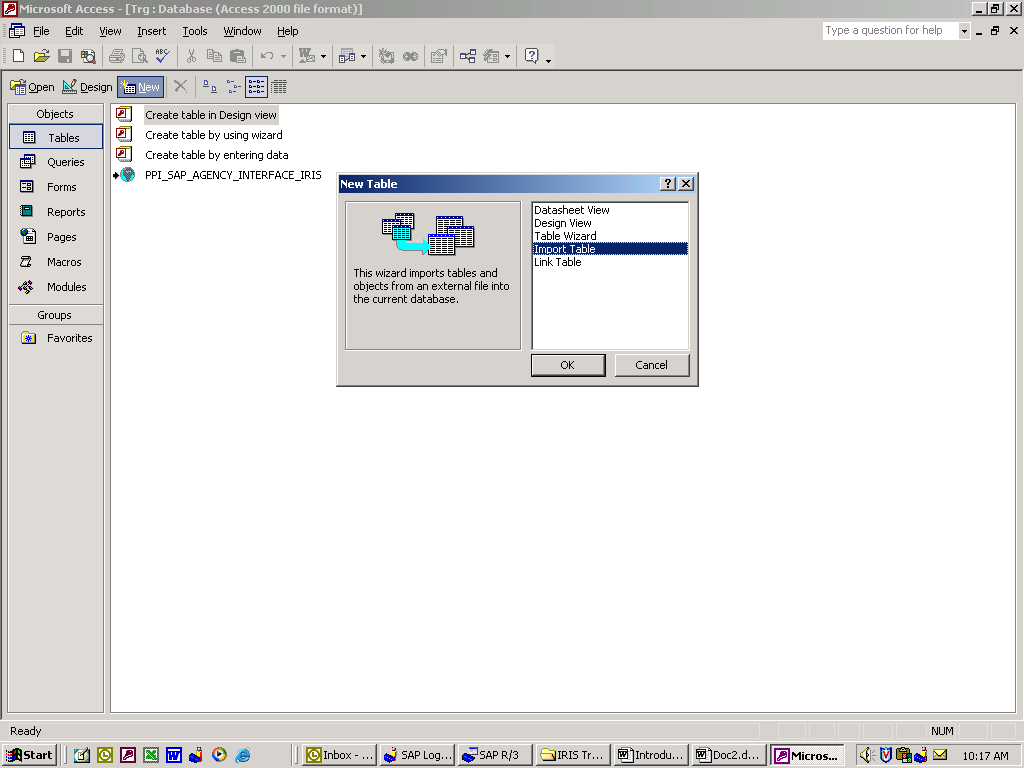 Microsoft Access - [Trg : Database (Access 2000 file format)]
File Edit View Insert Tools Window Help
Type a question for help
Open Design New
Objects
Tables
Queries
Forms
Reports
Pages
Macros
Modules
Groups
Favorites
Create table in Design view
Create table by using wizard
Create table by entering data
PPI_SAP_AGENCY_INTERFACE_IRIS
New Table
This wizard imports tables and
objects from an external file into
the current database.
Datasheet View
Design View
Table Wizard
Import Table
Link Table
OK Cancel
Ready
NUM
Start
Inbox - ...
SAP Log...
SAP R/3
IRIS Tr...
Introdu...
Doc2.d...
Micros...
10:17 AM